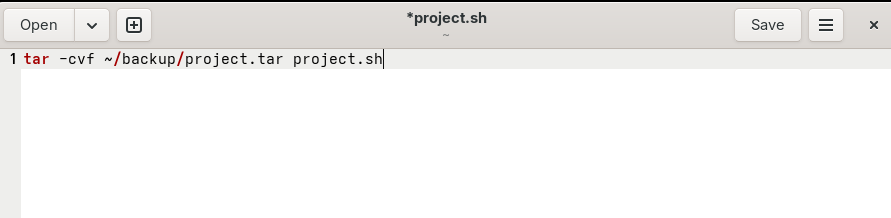 Open
*project.sh
~
Save
1 tar -cvf ~/backup/project.tar project.sh